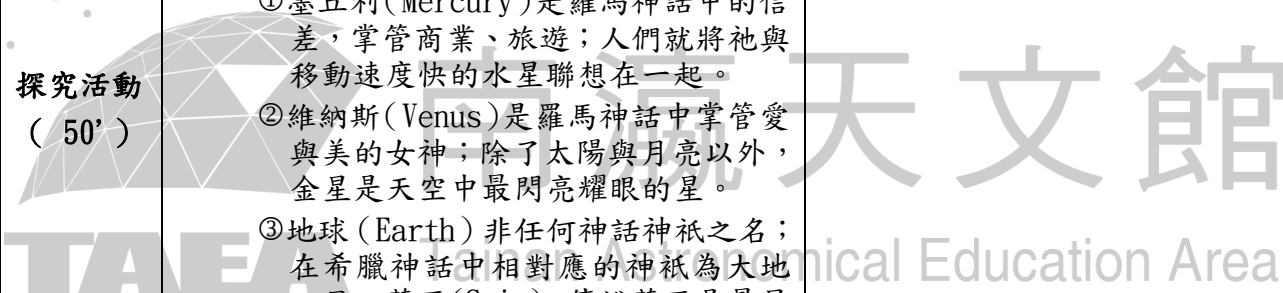 ①墨丘利(Mercury)是羅馬神話中的信
差，掌管商業、旅遊；人們就將祂與
移動速度快的水星聯想在一起。
探究活動
( 50')
②維納斯(Venus)是羅馬神話中掌管愛
與美的女神；除了太陽與月亮以外，
金星是天空中最閃亮耀眼的星。
③地球(Earth)非任何神話神祇之名；
在希臘神話中相對應的神祇為大地
南瀛天文館
TAEA Tainan Astronomical Education Area